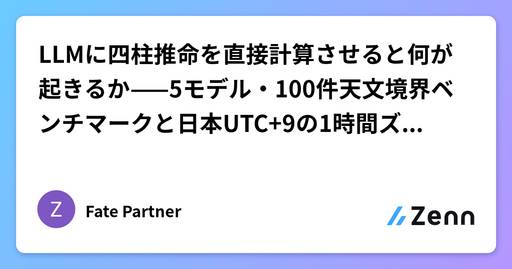 LLMに四柱推命を直接計算させると何が
起きるか——5モデル・100件天文境界ベ
ンチマークと日本UTC+9の1時間ズ...
Z
Fate Partner
Zenn